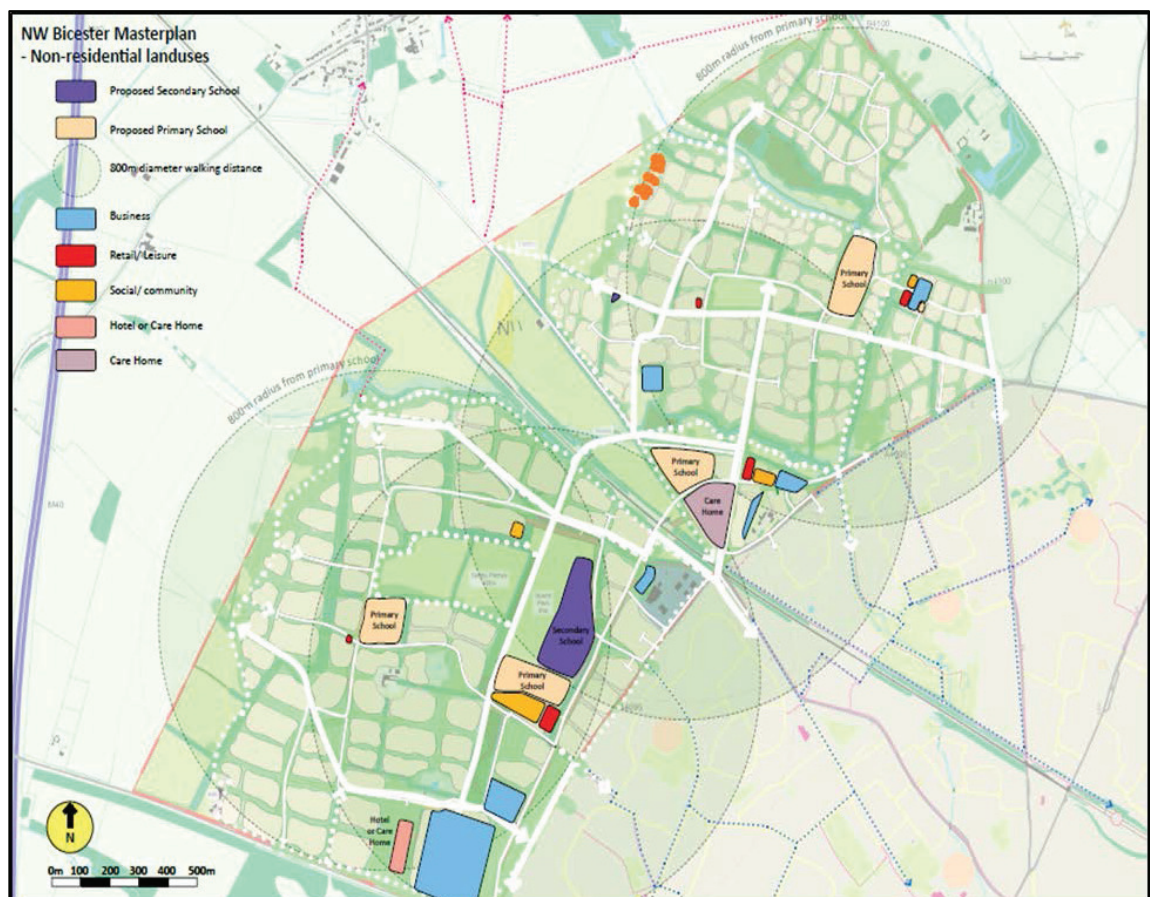 NW Bicester Masterplan
- Non-residential landuses
Proposed Secondary School
Proposed Primary School
800m diameter walking distance
Business
Retail/ Leisure
Social/ community
Hotel or Care Home
Care Home
800m radius from primary school
B4100
Primary
School
800m radius from primary school
Primary
School
Care
Home
M40
A4095
Primary
School
Secondary
School
Primary
School
Hotel
or Care
Home
N
0m 100 200 300 400 500m